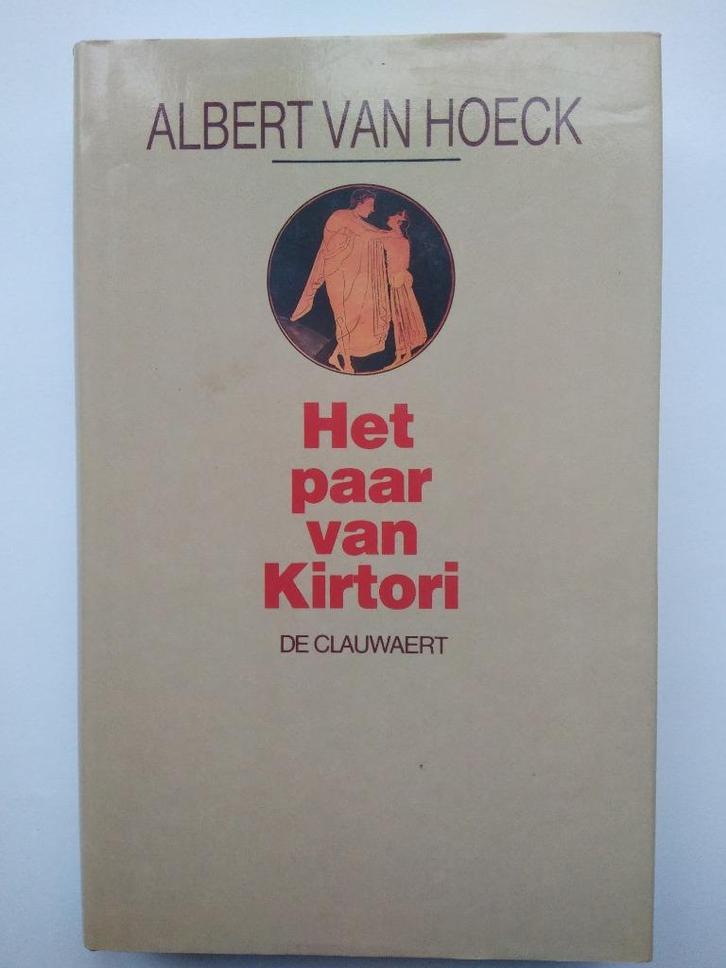 ALBERT VAN HOECK
Het
paar
van
Kirtori
DE CLAUWAERT